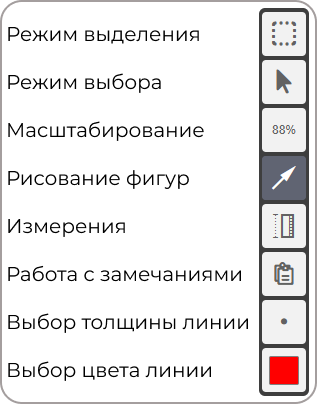 Режим выделения
Режим выбора
Масштабирование 88%
Рисование фигур
Измерения
Работа с замечаниями
Выбор толщины линии
Выбор цвета линии